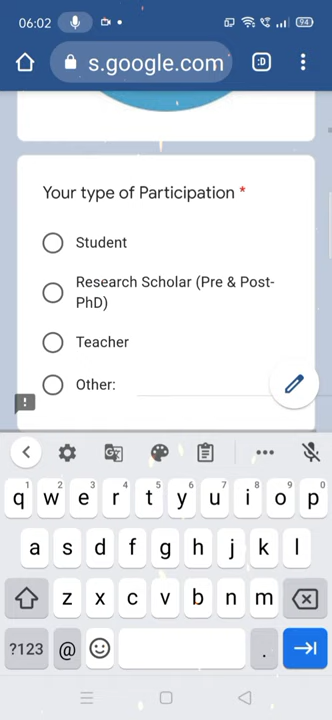 06:02
94
s.google.com
:D
Your type of Participation *
Student
Research Scholar (Pre & Post-
PhD)
Teacher
Other:
1 2 3 4 5 6 7 8 9 0
q w e r t y u i o p
a s d f g h j k l
z x c v b n m
?123 @ .